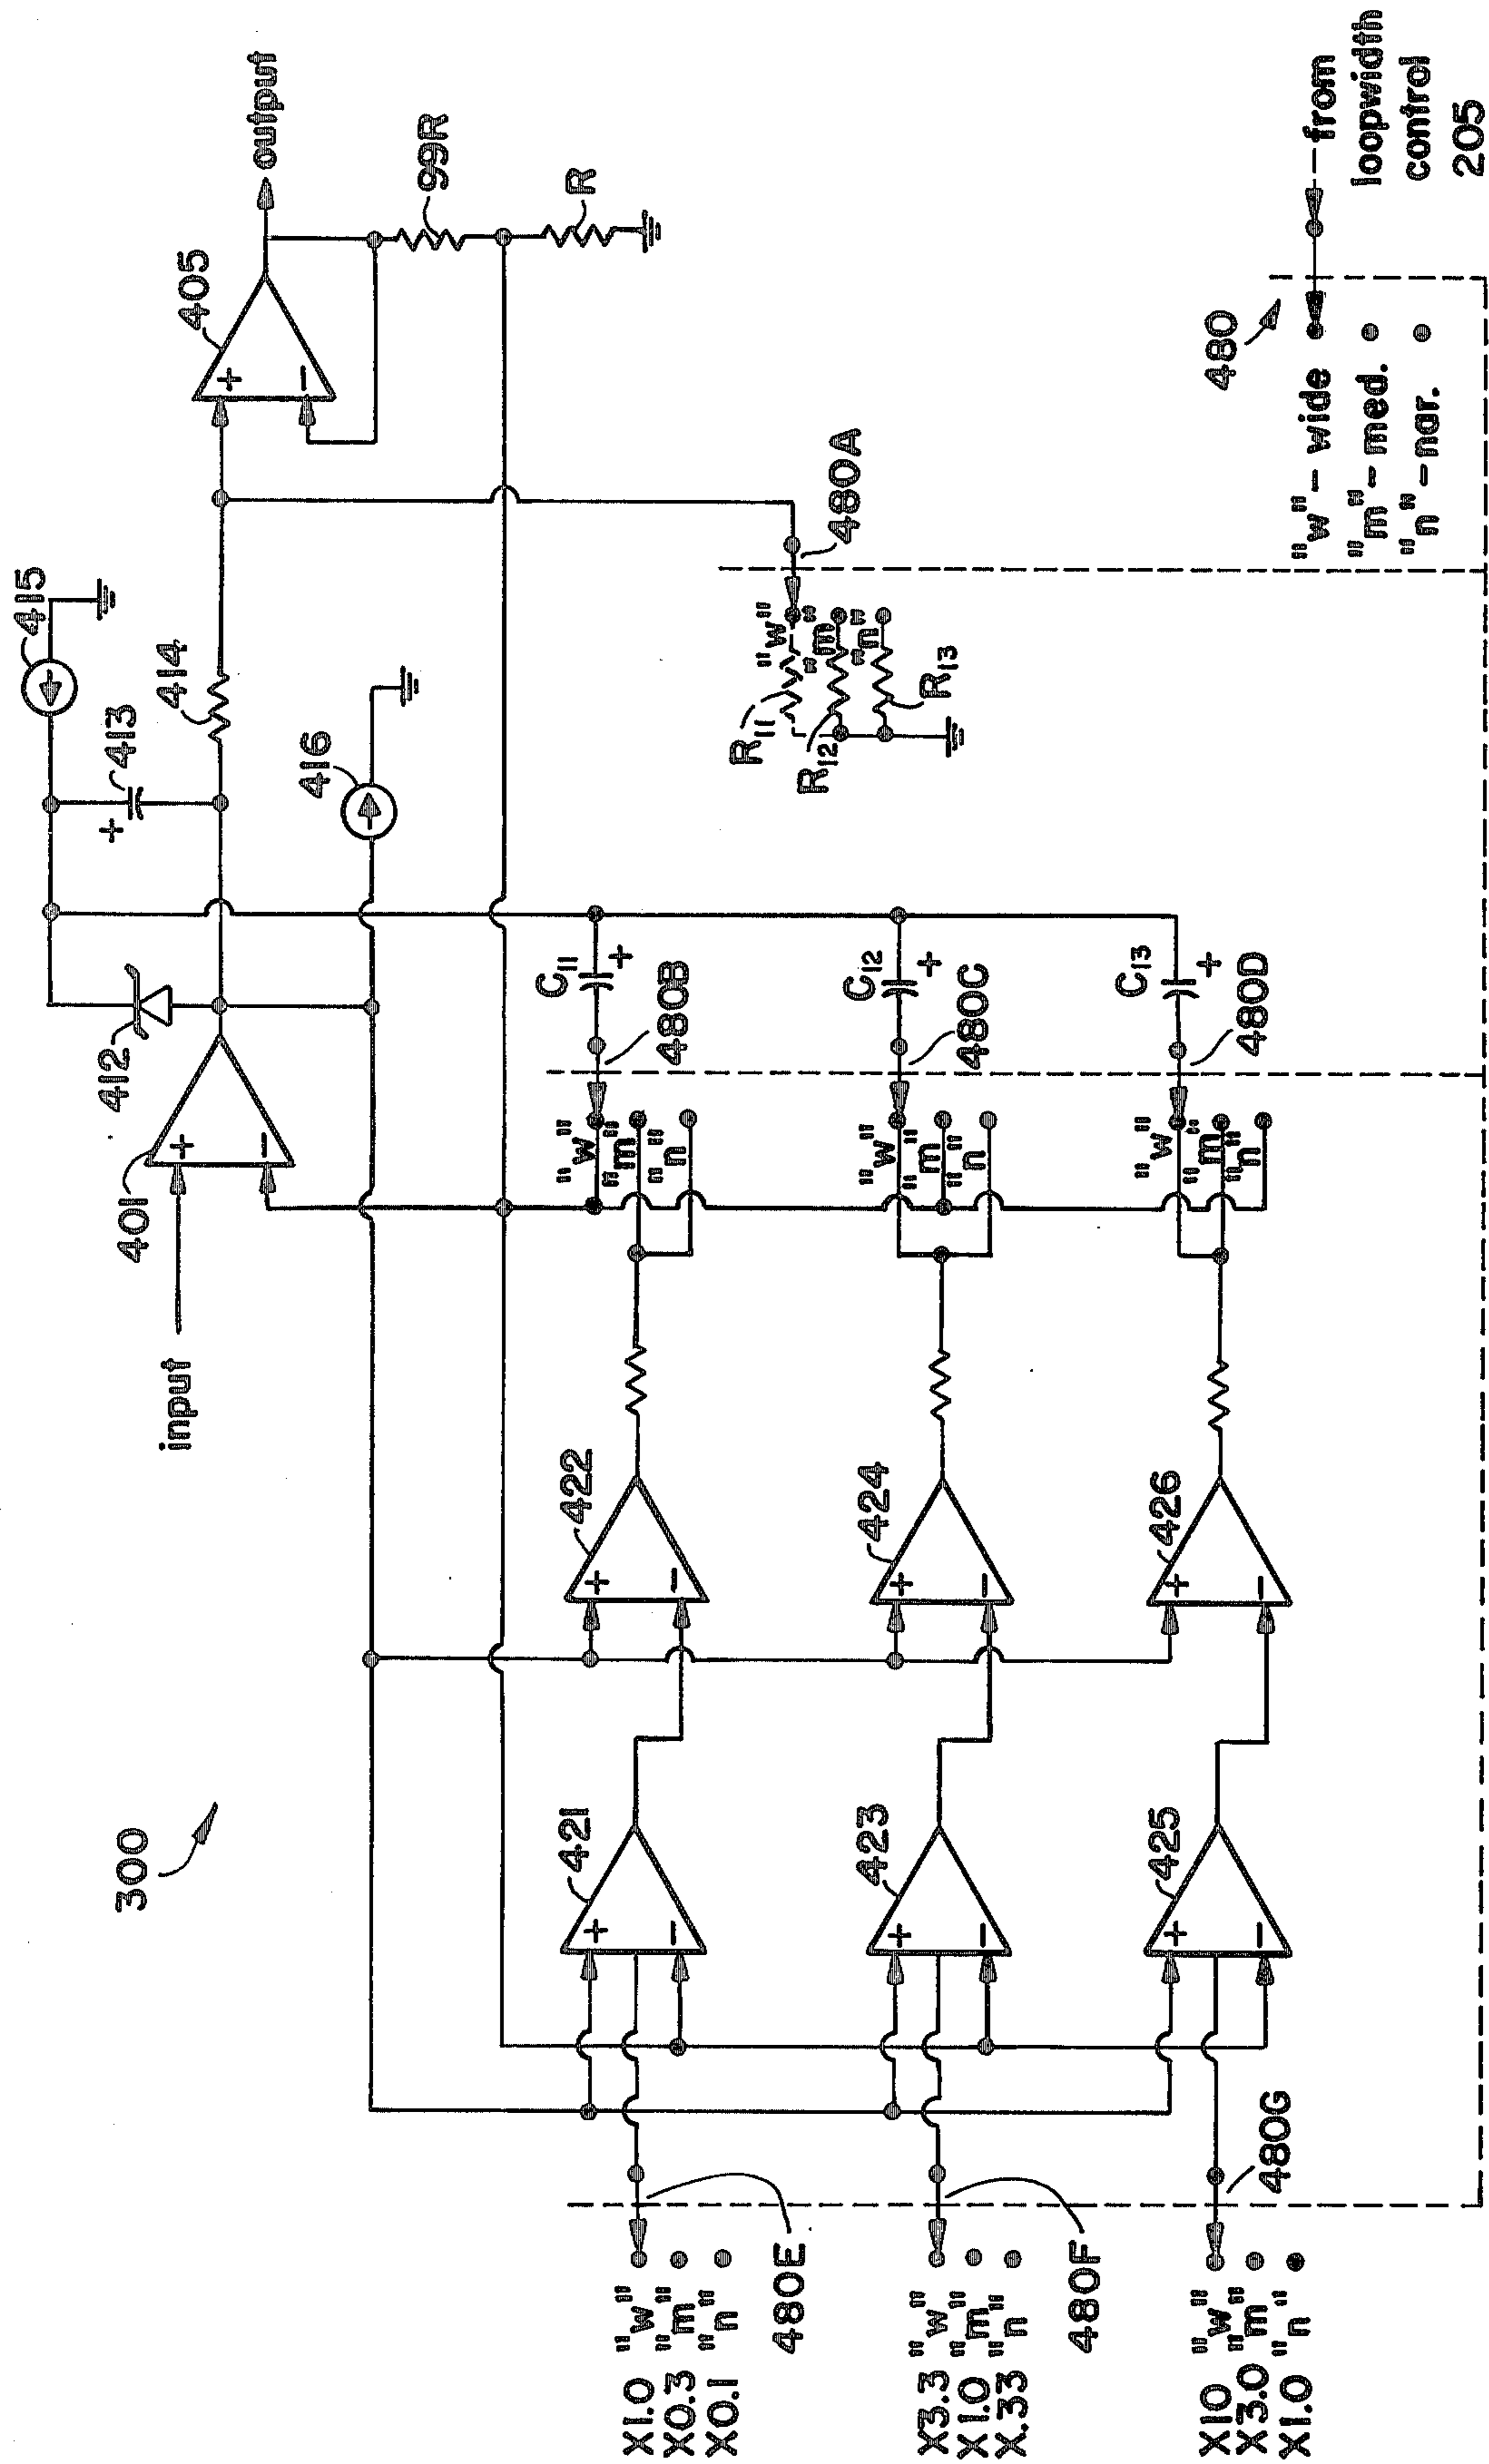 300
input
401
412
413
414
415
416
405
output
99R
R
+
-
+
-
+
421
422
423
424
425
426
+
-
+
-
+
-
+
-
+
-
+
-
C11
+
C12
+
C13
+
480B
480C
480D
"w"
"m"
"n"
"w"
"m"
"n"
"w"
"m"
"n"
R11
R12
R13
"w"
"m"
"n"
480A
480
"w" - wide
"m" - med.
"n" - nar.
from
loopwidth
control
205
X1.0 "w"
X0.3 "m"
X0.1 "n"
480E
X3.3 "w"
X1.0 "m"
X.33 "n"
480F
X10 "w"
X3.0 "m"
X1.0 "n"
480G